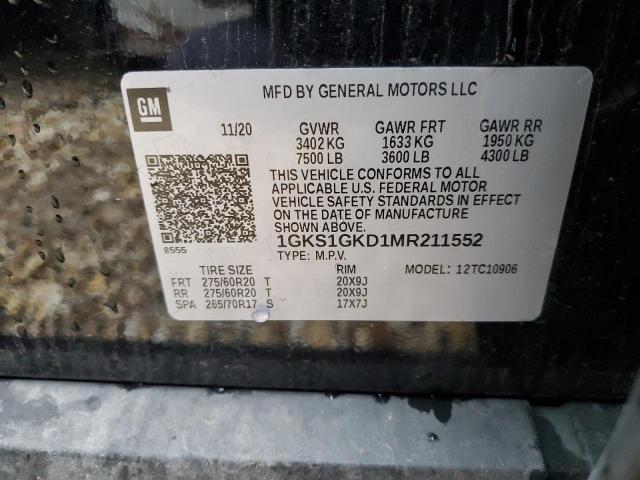 GM
MFD BY GENERAL MOTORS LLC
11/20 GVWR GAWR FRT GAWR RR
3402 KG 1633 KG 1950 KG
7500 LB 3600 LB 4300 LB
THIS VEHICLE CONFORMS TO ALL
APPLICABLE U.S. FEDERAL MOTOR
VEHICLE SAFETY STANDARDS IN EFFECT
ON THE DATE OF MANUFACTURE
SHOWN ABOVE.
8555 1GKS1GKD1MR211552
TYPE: M.P.V. MODEL: 12TC10906
TIRE SIZE RIM
FRT 275/60R20 T 20X9J
RR 275/60R20 T 20X9J
SPA 265/70R17 S 17X7J